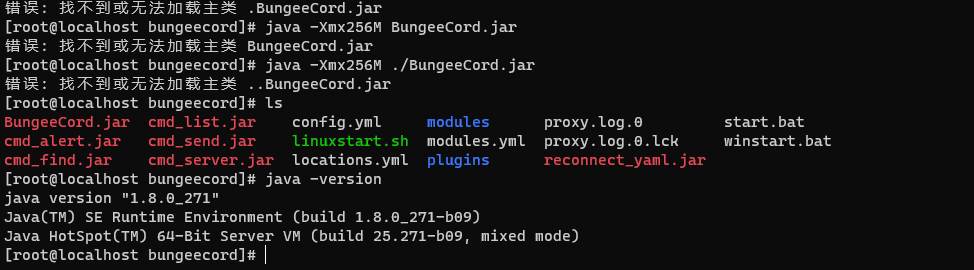 错误: 找不到或无法加载主类 .BungeeCord.jar
[root@localhost bungeecord]# java -Xmx256M BungeeCord.jar
错误: 找不到或无法加载主类 BungeeCord.jar
[root@localhost bungeecord]# java -Xmx256M ./BungeeCord.jar
错误: 找不到或无法加载主类 ..BungeeCord.jar
[root@localhost bungeecord]# ls
BungeeCord.jar cmd_list.jar config.yml modules proxy.log.0 start.bat
cmd_alert.jar cmd_send.jar linuxstart.sh modules.yml proxy.log.0.lck winstart.bat
cmd_find.jar cmd_server.jar locations.yml plugins reconnect_yaml.jar
[root@localhost bungeecord]# java -version
java version "1.8.0_271"
Java(TM) SE Runtime Environment (build 1.8.0_271-b09)
Java HotSpot(TM) 64-Bit Server VM (build 25.271-b09, mixed mode)
[root@localhost bungeecord]#